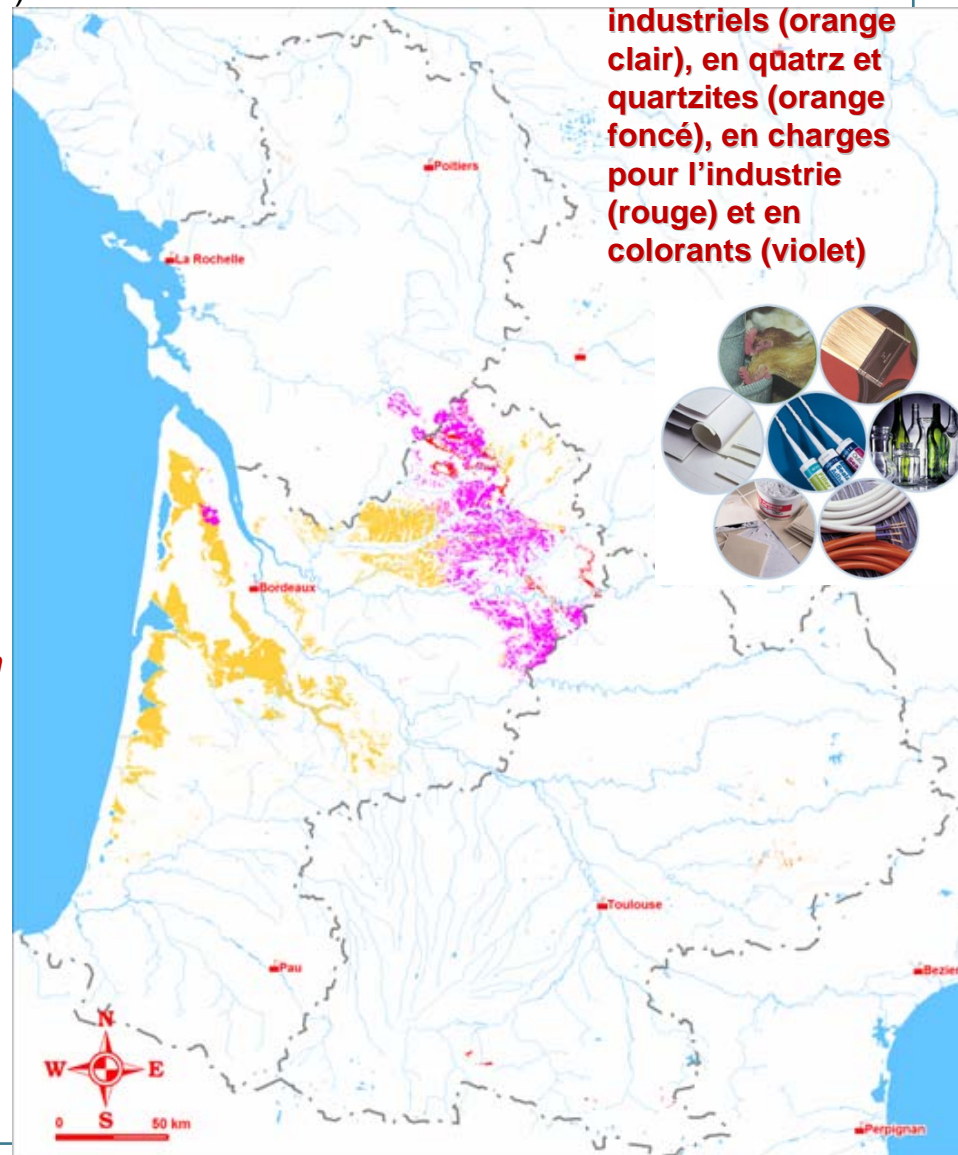 )
industriels (orange
clair), en quatrz et
quartzites (orange
foncé), en charges
pour l'industrie
(rouge) et en
colorants (violet)
Poitiers
La Rochelle
Bordeaux
Toulouse
Pau
Bezier
Perpignan
N
W E
S
0 50 km